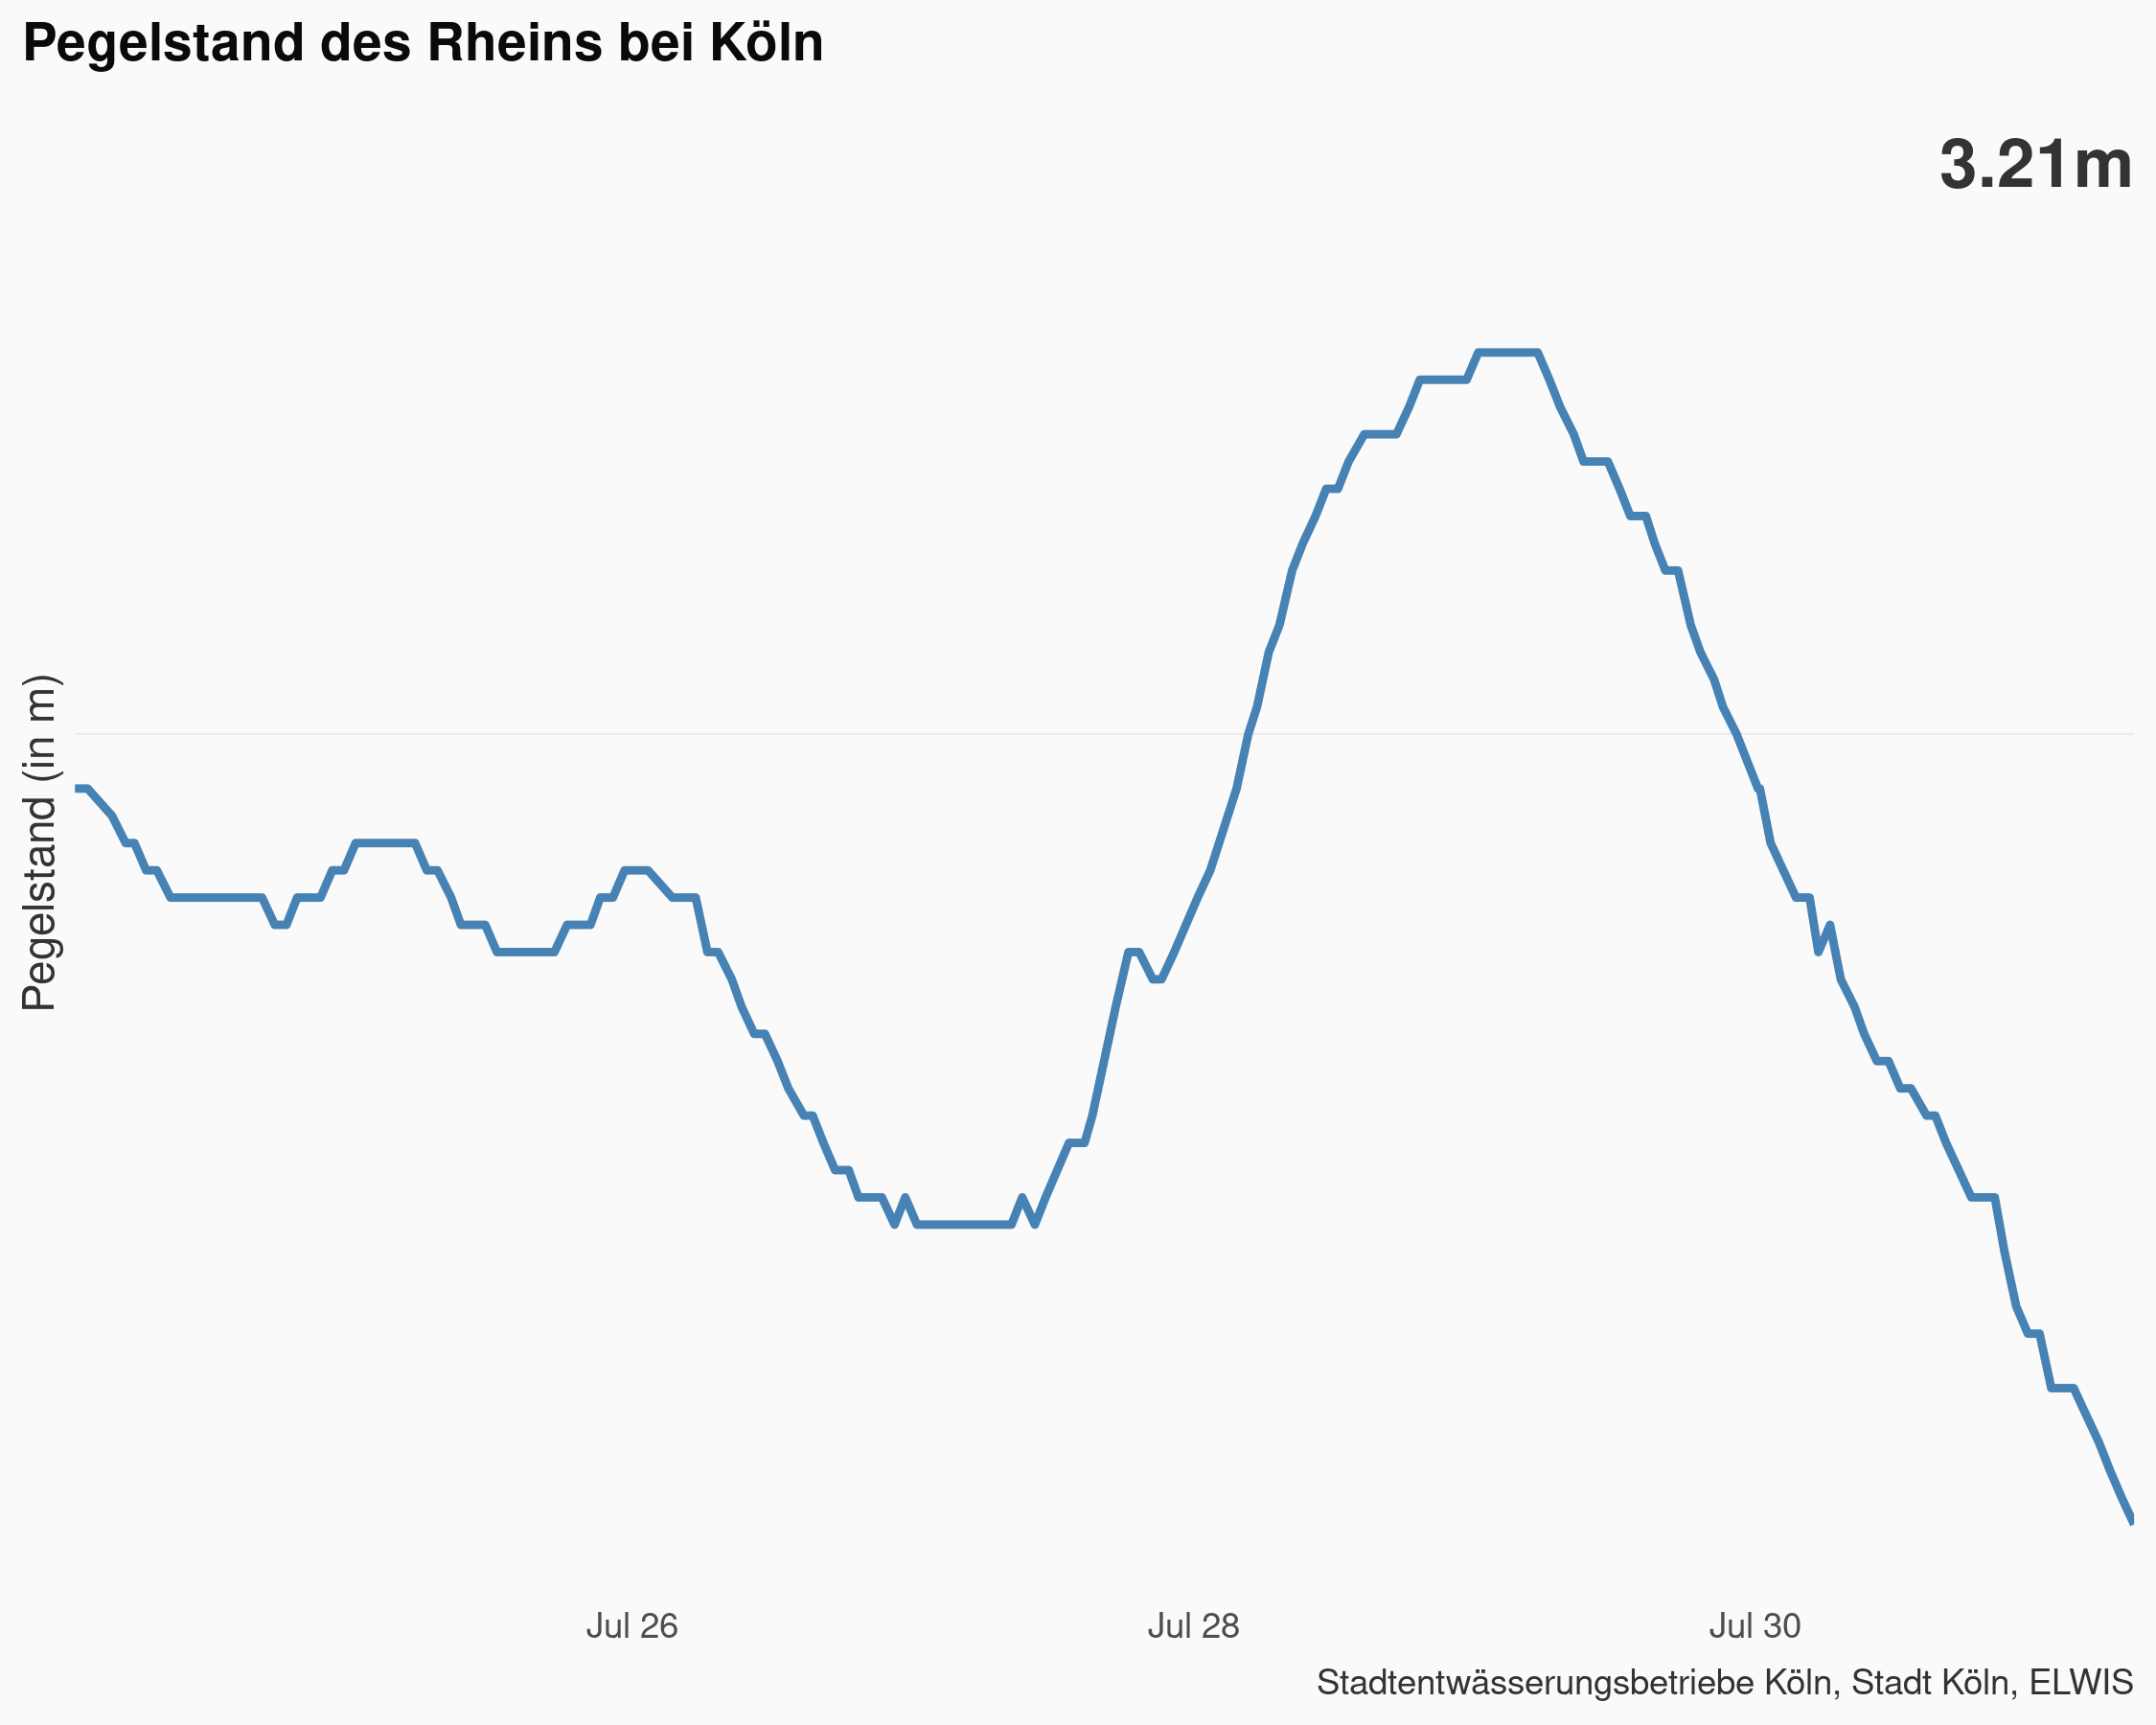 Pegelstand des Rheins bei Köln
3.21m
Pegelstand (in m)
Jul 26
Jul 28
Jul 30
Stadtentwässerungsbetriebe Köln, Stadt Köln, ELWIS